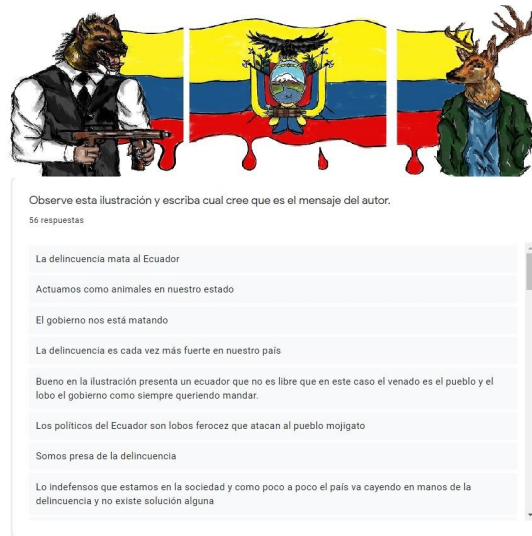 Observe esta ilustración y escriba cual cree que es el mensaje del autor.
56 respuestas
La delincuencia mata al Ecuador
Actuamos como animales en nuestro estado
El gobierno nos está matando
La delincuencia es cada vez más fuerte en nuestro país
Bueno en la ilustración presenta un ecuador que no es libre que en este caso el venado es el pueblo y el
lobo el gobierno como siempre queriendo mandar.
Los políticos del Ecuador son lobos ferocez que atacan al pueblo mojigato
Somos presa de la delincuencia
Lo indefensos que estamos en la sociedad y como poco a poco el país va cayendo en manos de la
delincuencia y no existe solución alguna